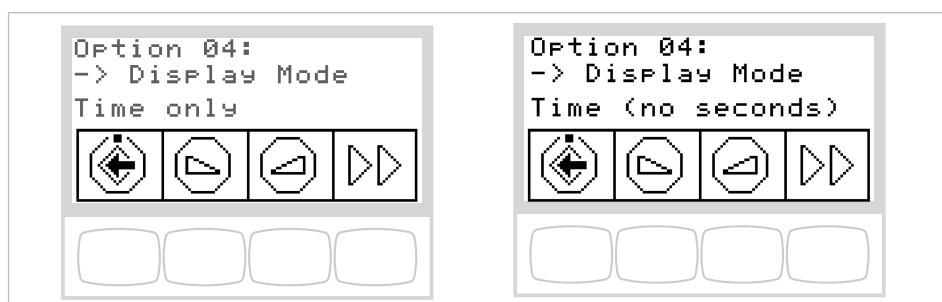 Option 04:
-> Display Mode
Time only
Option 04:
-> Display Mode
Time (no seconds)